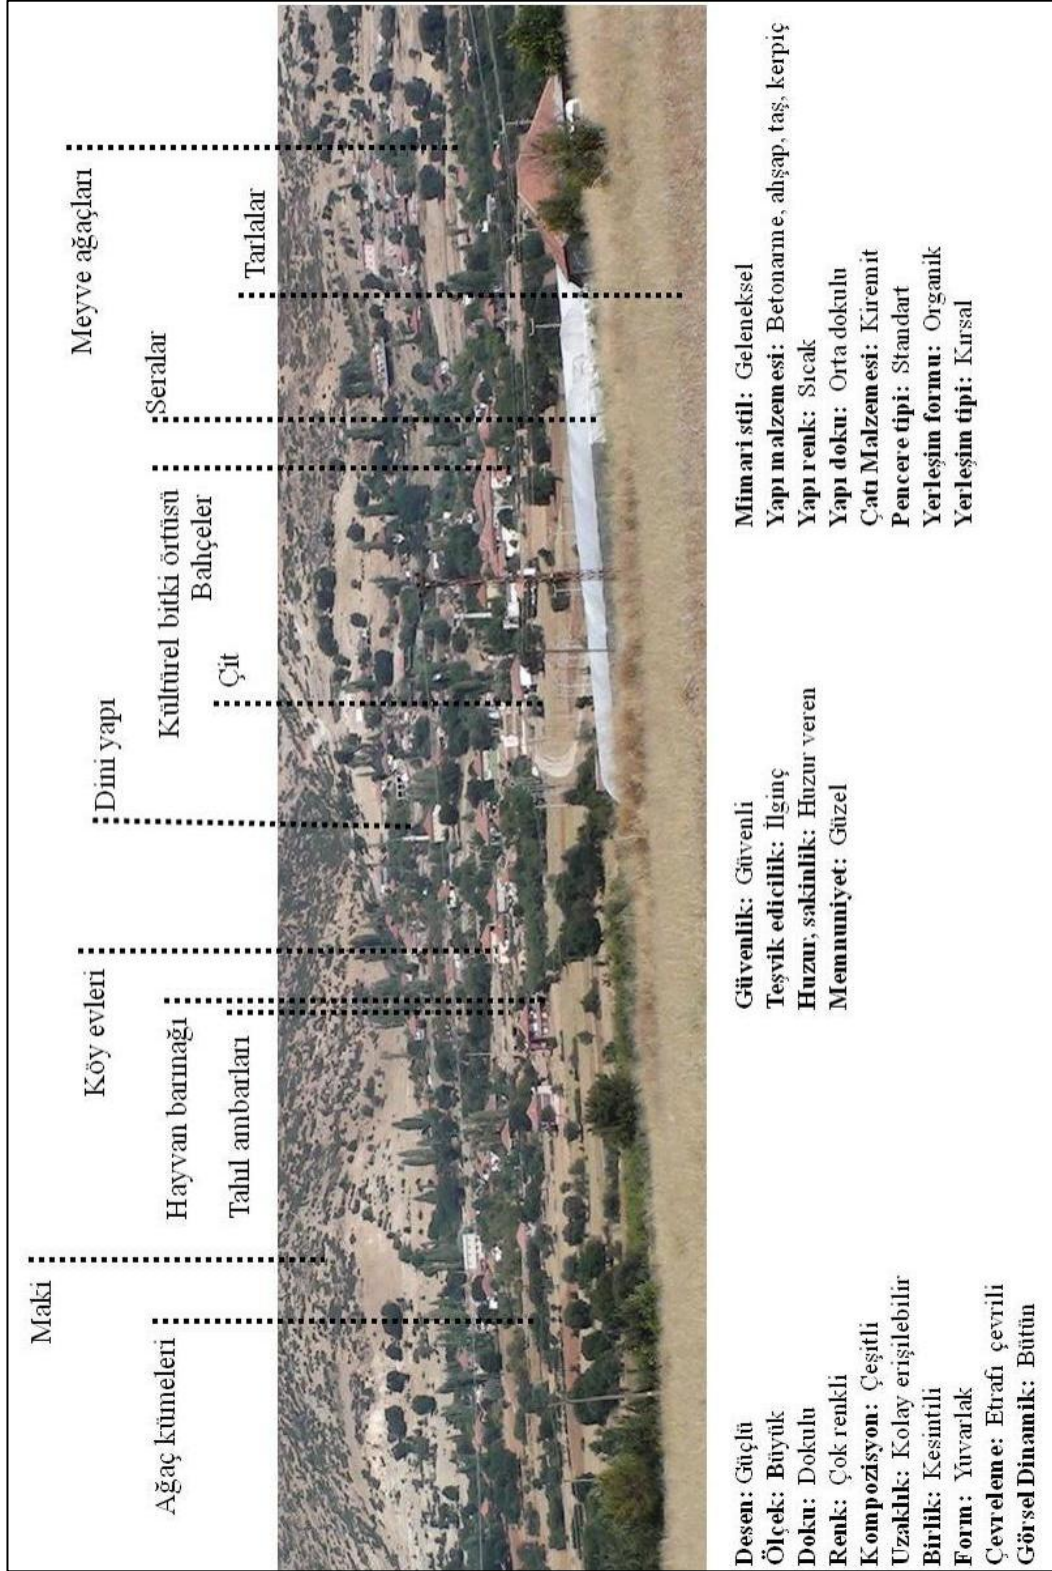 Maki
Ağaç kümeleri
Köy evleri
Hayvan barınağı
Tahıl ambarları
Dini yapı
Kültürel bitki örtüsü
Bahçeler
Çit
Seralar
Meyve ağaçları
Tarlalar
Desen: Güçlü
Ölçek: Büyük
Doku: Dokulu
Renk: Çok renkli
Kompozisyon: Çeşitli
Uzaklık: Kolay erişilebilir
Birlik: Kesintili
Form: Yuvarlak
Çevreleme: Etrafı çevrili
Görsel Dinamik: Bütün
Güvenlik: Güvenli
Teşvik edicilik: İlginç
Huzur, sakinlik: Huzur veren
Memnuniyet: Güzel
Mimari stil: Geleneksel
Yapı malzemesi: Betonarme, ahşap, taş, kerpiç
Yapı renk: Sıcak
Yapı doku: Orta dokulu
Çatı Malzemesi: Kiremit
Pencere tipi: Standart
Yerleşim formu: Organik
Yerleşim tipi: Kırsal